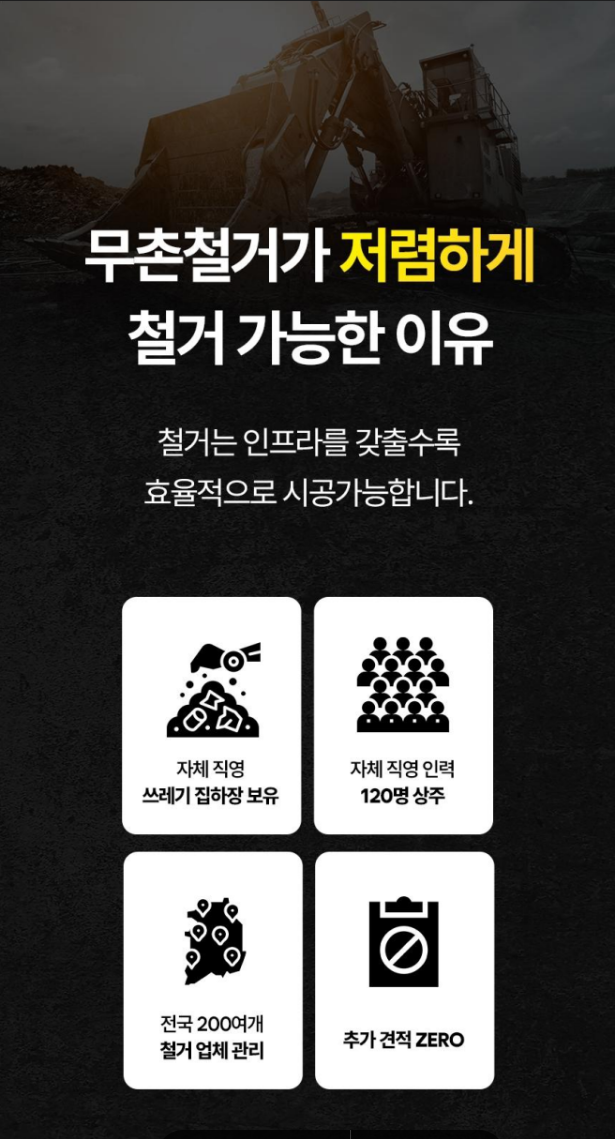 무촌철거가 저렴하게
철거 가능한 이유
철거는 인프라를 갖출수록
효율적으로 시공가능합니다.
자체 직영
쓰레기 집하장 보유
자체 직영 인력
120명 상주
전국 200여개
철거 업체 관리
추가 견적 ZERO